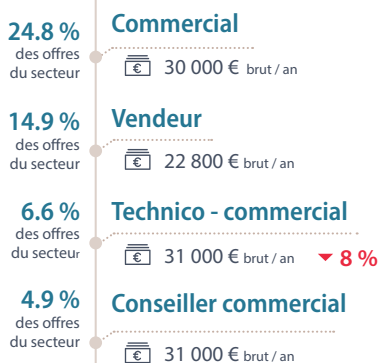 24.8 %
des offres
du secteur
Commercial
€ 30 000 € brut / an
14.9 %
des offres
du secteur
Vendeur
€ 22 800 € brut / an
6.6 %
des offres
du secteur
Technico - commercial
€ 31 000 € brut / an 8 %
4.9 %
des offres
du secteur
Conseiller commercial
€ 31 000 € brut / an